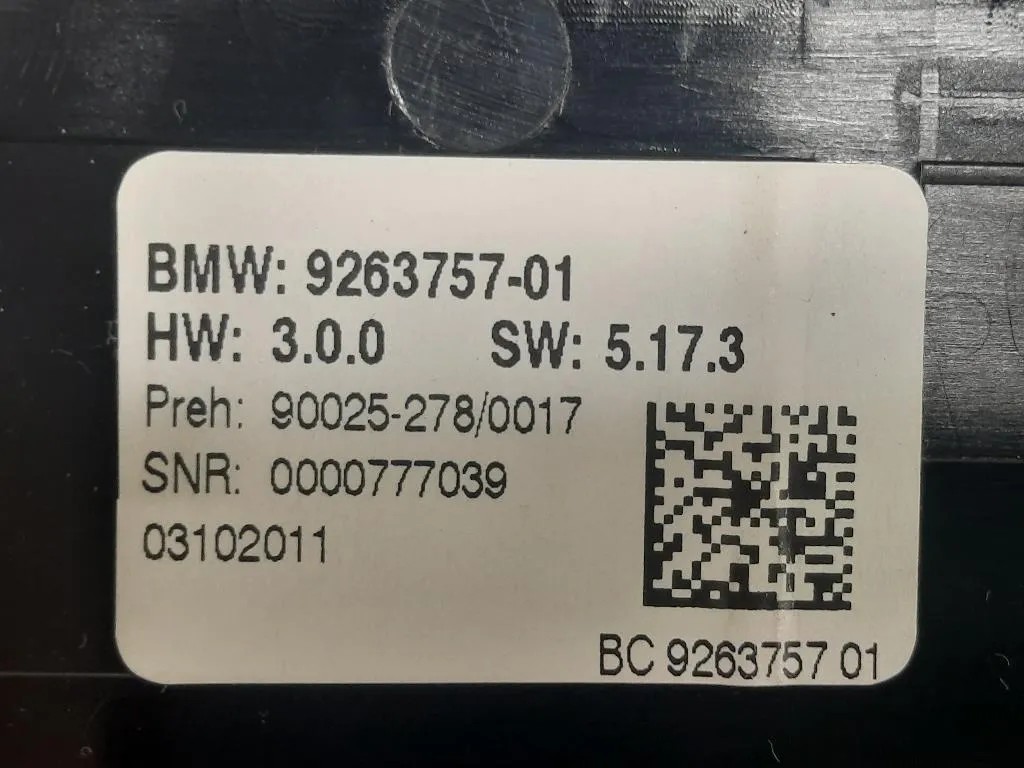 BMW: 9263757-01
HW: 3.0.0 SW: 5.17.3
Preh: 90025-278/0017
SNR: 0000777039
03102011
BC 9263757 01